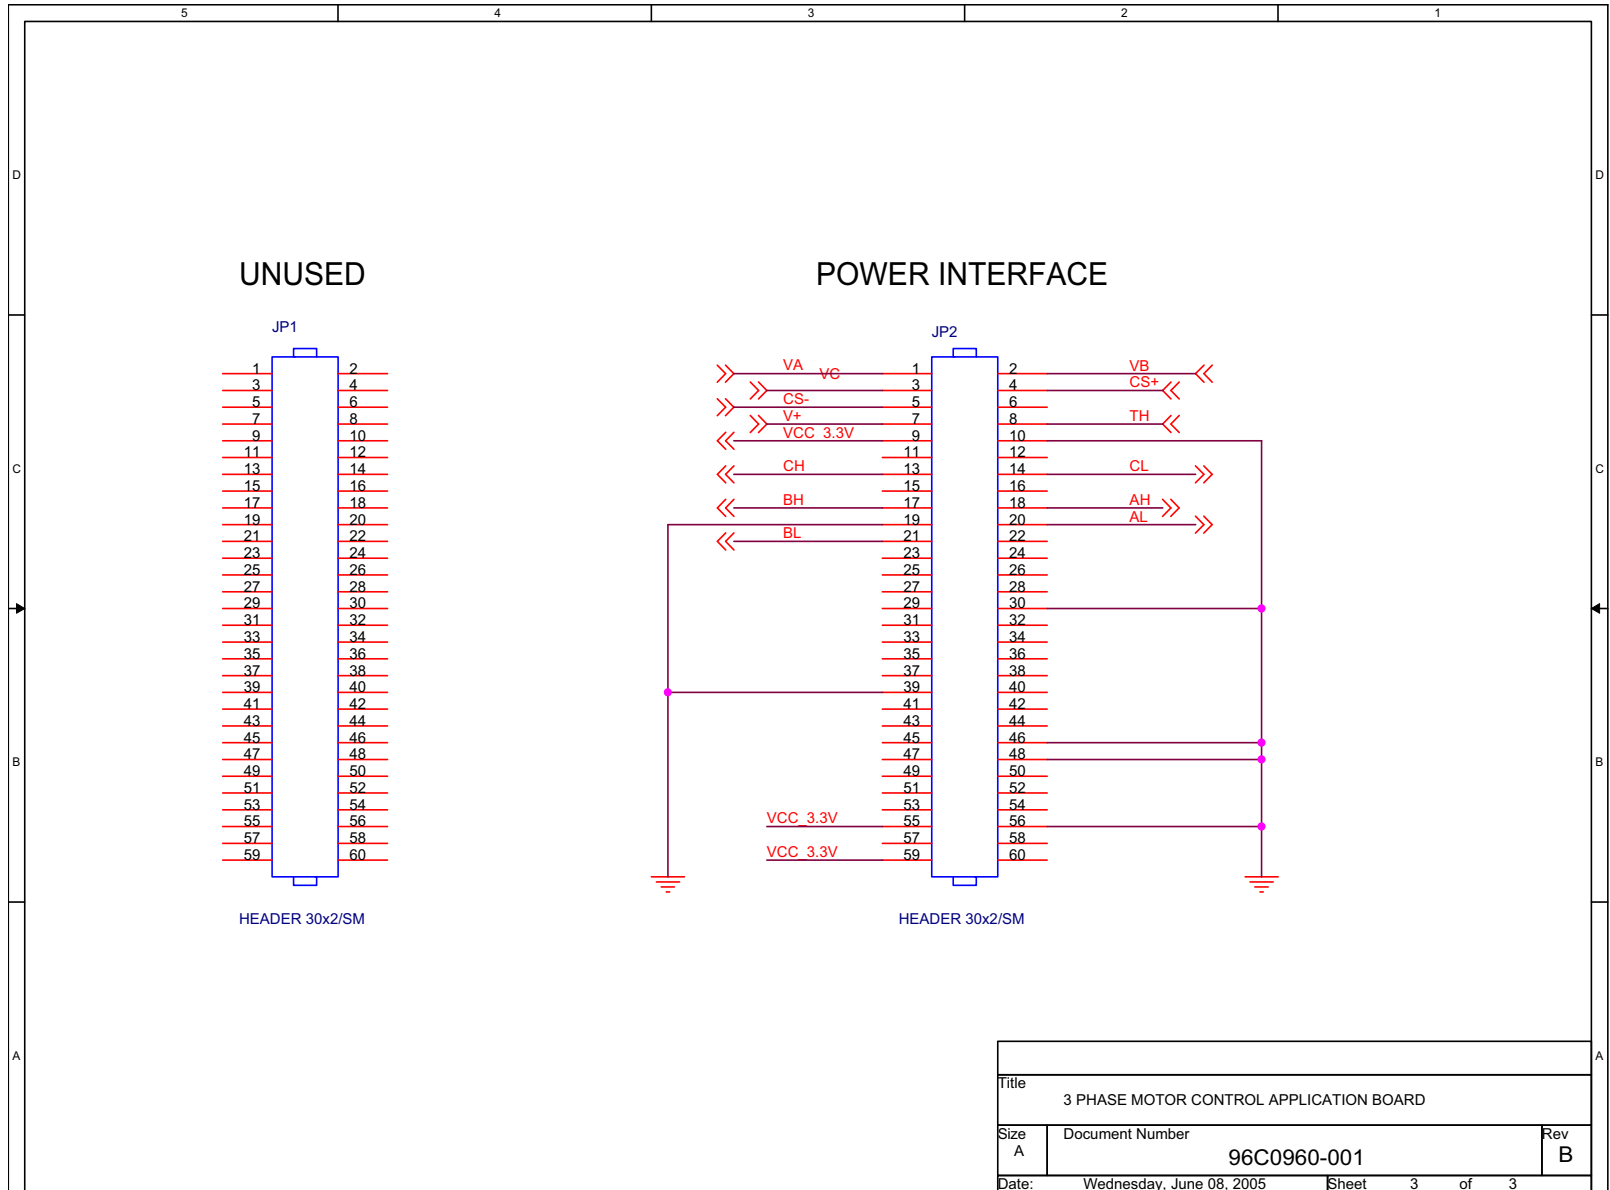 5 4 3 2 1
D D
UNUSED POWER INTERFACE
JP1 JP2
1 2 VA 1 2 VB
3 4 VC 3 4 CS+
5 6 CS- 5 6
7 8 V+ 7 8 TH
9 10 VCC_3.3V 9 10
11 12 11 12
C 13 14 CH 13 14 CL C
15 16 15 16
17 18 BH 17 18 AH
19 20 19 20 AL
21 22 BL 21 22
23 24 23 24
25 26 25 26
27 28 27 28
29 30 29 30
31 32 31 32
33 34 33 34
35 36 35 36
37 38 37 38
39 40 39 40
41 42 41 42
43 44 43 44
45 46 45 46
B 47 48 47 48 B
49 50 49 50
51 52 51 52
53 54 53 54
55 56 VCC_3.3V 55 56
57 58 57 58
59 60 VCC_3.3V 59 60
HEADER 30x2/SM HEADER 30x2/SM
A A
Title
3 PHASE MOTOR CONTROL APPLICATION BOARD
Size Document Number Rev
A 96C0960-001 B
Date: Wednesday, June 08, 2005 Sheet 3 of 3